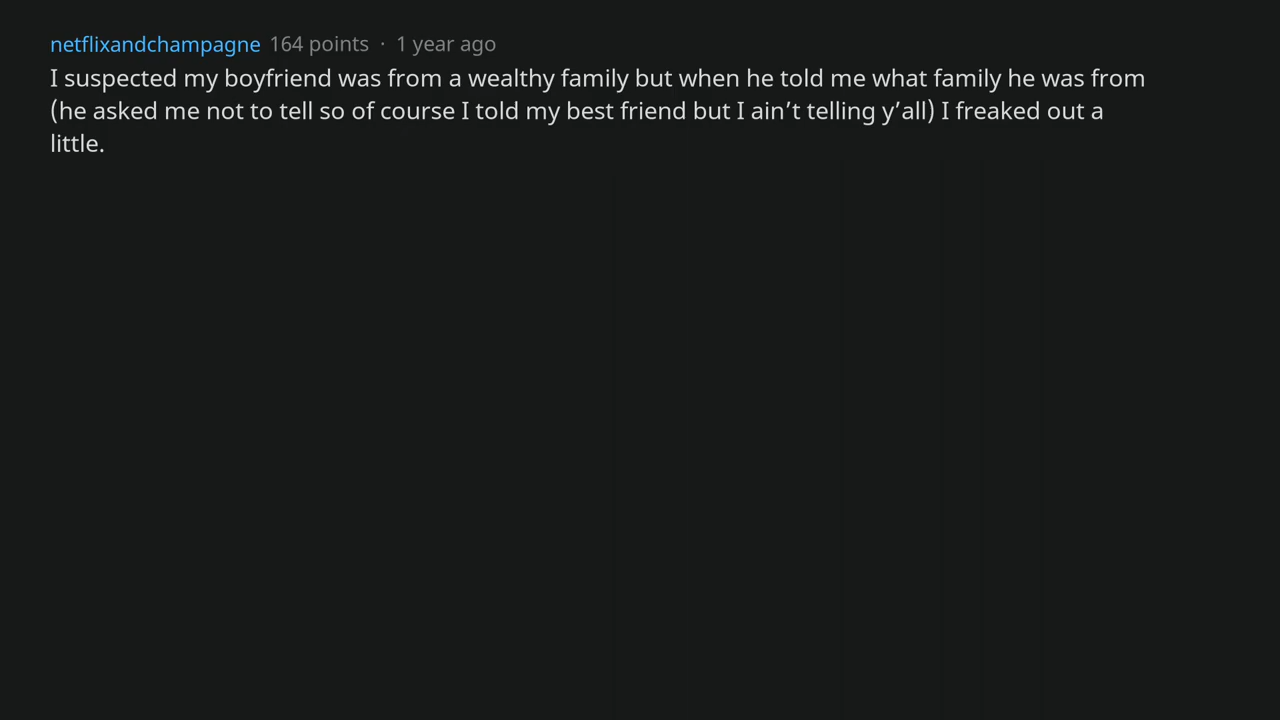 netflixandchampagne 164 points · 1 year ago
I suspected my boyfriend was from a wealthy family but when he told me what family he was from
(he asked me not to tell so of course I told my best friend but I ain’t telling y’all) I freaked out a
little.